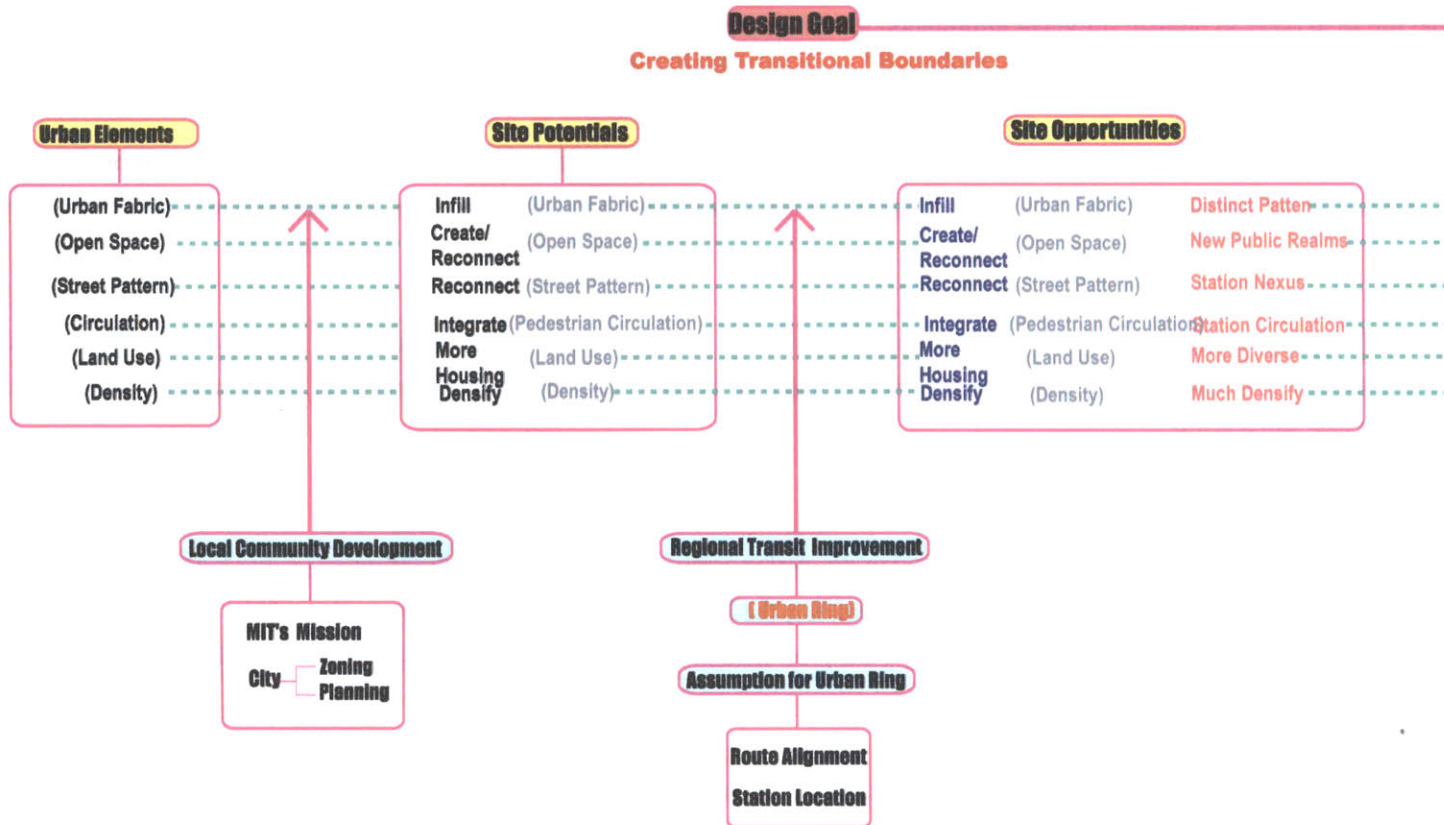 Design Goal
Creating Transitional Boundaries
Urban Elements
(Urban Fabric)
(Open Space)
(Street Pattern)
(Circulation)
(Land Use)
(Density)
Site Potentials
Infill (Urban Fabric)
Create/
Reconnect (Open Space)
Reconnect (Street Pattern)
Integrate (Pedestrian Circulation)
More
Housing (Land Use)
Densify (Density)
Site Opportunities
Infill (Urban Fabric) Distinct Patten
Create/
Reconnect (Open Space) New Public Realms
Reconnect (Street Pattern) Station Nexus
Integrate (Pedestrian Circulation) Station Circulation
More
Housing (Land Use) More Diverse
Densify (Density) Much Densify
Local Community Development
MIT's Mission
City
Zoning
Planning
Regional Transit Improvement
( Urban Ring)
Assumption for Urban Ring
Route Alignment
Station Location